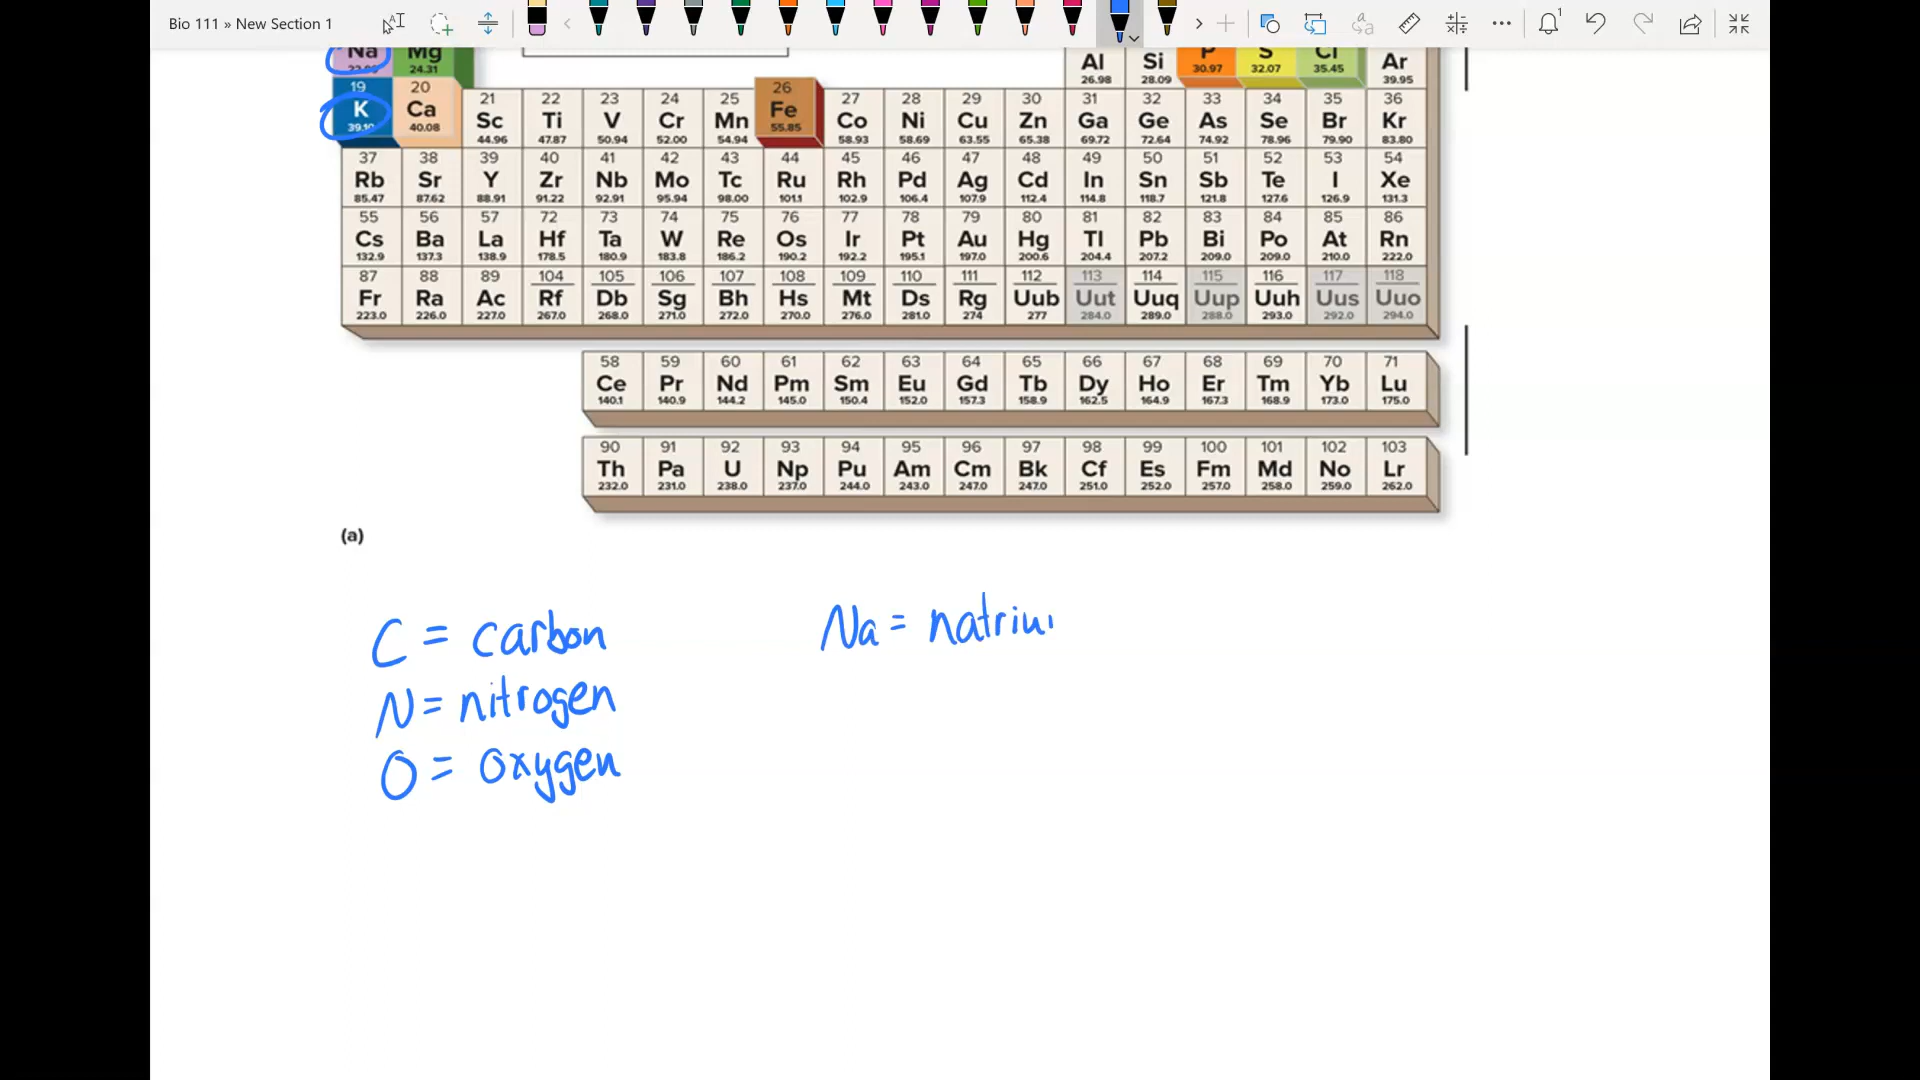 Bio 111 » New Section 1
Na Mg Al Si P S Cl Ar
24.31 26.98 28.09 30.97 32.07 35.45 39.95
19 20 21 22 23 24 25 26 27 28 29 30 31 32 33 34 35 36
K Ca Sc Ti V Cr Mn Fe Co Ni Cu Zn Ga Ge As Se Br Kr
39.10 40.08 44.96 47.87 50.94 52.00 54.94 55.85 58.93 58.69 63.55 65.38 69.72 72.64 74.92 78.96 79.90 83.80
37 38 39 40 41 42 43 44 45 46 47 48 49 50 51 52 53 54
Rb Sr Y Zr Nb Mo Tc Ru Rh Pd Ag Cd In Sn Sb Te I Xe
85.47 87.62 88.91 91.22 92.91 95.94 98.00 101.1 102.9 106.4 107.9 112.4 114.8 118.7 121.8 127.6 126.9 131.3
55 56 57 72 73 74 75 76 77 78 79 80 81 82 83 84 85 86
Cs Ba La Hf Ta W Re Os Ir Pt Au Hg Tl Pb Bi Po At Rn
132.9 137.3 138.9 178.5 180.9 183.8 186.2 190.2 192.2 195.1 197.0 200.6 204.4 207.2 209.0 209.0 210.0 222.0
87 88 89 104 105 106 107 108 109 110 111 112 113 114 115 116 117 118
Fr Ra Ac Rf Db Sg Bh Hs Mt Ds Rg Uub Uut Uuq Uup Uuh Uus Uuo
223.0 226.0 227.0 267.0 268.0 271.0 272.0 270.0 276.0 281.0 274 277 284.0 289.0 288.0 293.0 292.0 294.0
58 59 60 61 62 63 64 65 66 67 68 69 70 71
Ce Pr Nd Pm Sm Eu Gd Tb Dy Ho Er Tm Yb Lu
140.1 140.9 144.2 145.0 150.4 152.0 157.3 158.9 162.5 164.9 167.3 168.9 173.0 175.0
90 91 92 93 94 95 96 97 98 99 100 101 102 103
Th Pa U Np Pu Am Cm Bk Cf Es Fm Md No Lr
232.0 231.0 238.0 237.0 244.0 243.0 247.0 247.0 251.0 252.0 257.0 258.0 259.0 262.0
(a)
C = carbon
N = nitrogen
O = oxygen
Na = natriu